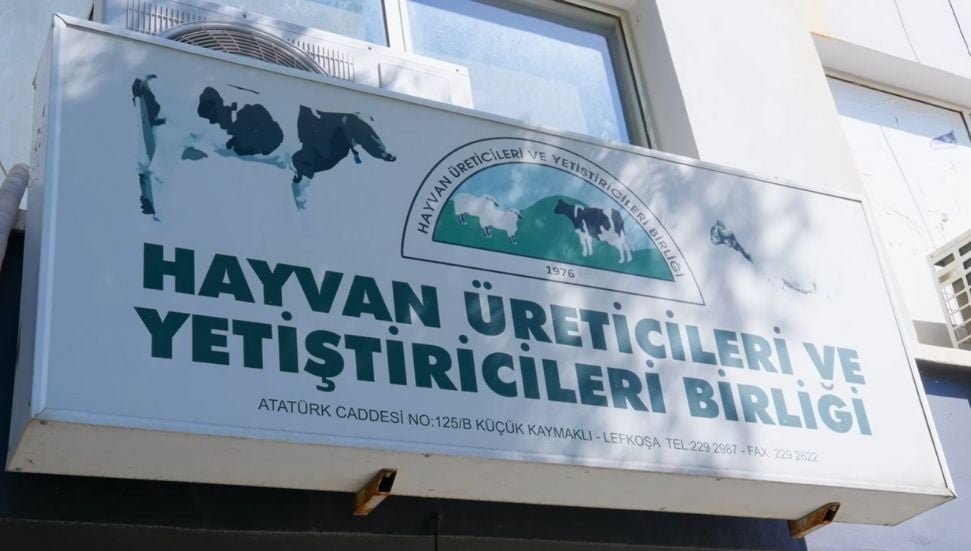 HAYVAN ÜRETİCİLERİ VE YETİSTİRİCİLERİ BİRLİĞİ
1976
HAYVAN ÜRETİCİLERİ VE
YETİŞTİRİCİLERİ BİRLİĞİ
ATATÜRK CADDESİ NO:125/B KÜÇÜK KAYMAKLI - LEFKOŞA TEL:229 2987 - FAX: 229 2622